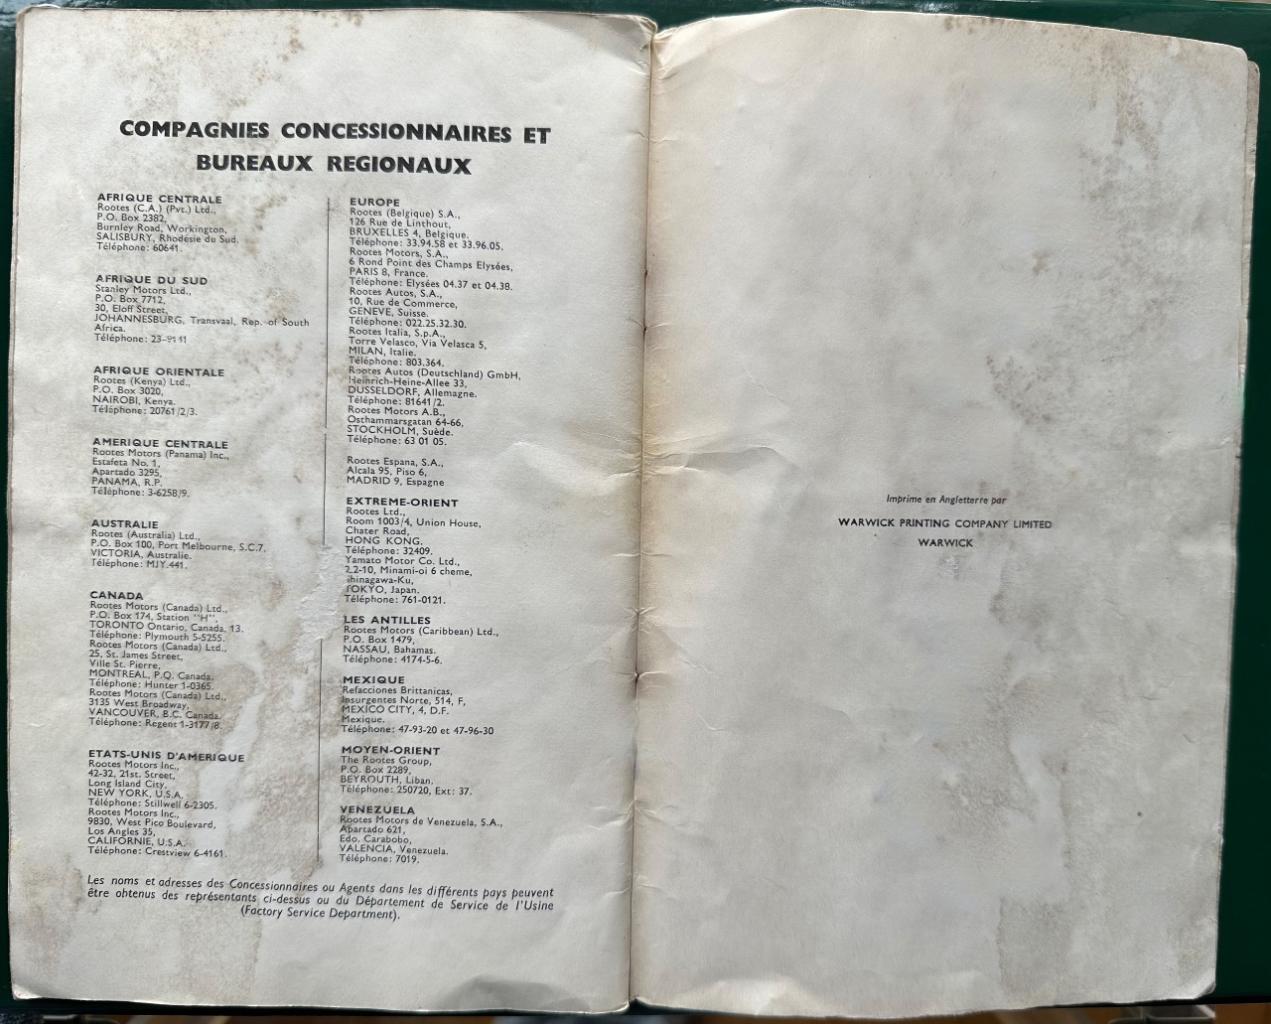 COMPAGNIES CONCESSIONNAIRES ET
BUREAUX REGIONAUX
AFRIQUE CENTRALE
Rootes (C.A.) (Pvt.) Ltd.,
P.O. Box 2382,
Burnley Road, Workington,
SALISBURY, Rhodésie du Sud.
Téléphone: 60641.
AFRIQUE DU SUD
Stanley Motors Ltd.,
P.O. Box 7712,
30, Eloff Street,
JOHANNESBURG, Transvaal, Rep. of South
Africa.
Téléphone:
AFRIQUE ORIENTALE
Rootes (Kenya) Ltd.,
P.O. Box 3020,
NAIROBI, Kenya.
Téléphone: 20761/2/3.
AMERIQUE CENTRALE
Rootes Motors (Panama) Inc.,
Estafeta No. 1,
Apartado 3295,
PANAMA, R.P.
Téléphone: 3-6258/9.
AUSTRALIE
Rootes (Australia) Ltd.,
P.O. Box 100, Port Melbourne, S.C.7,
VICTORIA, Australie.
Téléphone: MJY.441.
CANADA
Rootes Motors (Canada) Ltd.,
P.O. Box 174, Station "H",
TORONTO Ontario, Canada, 13.
Téléphone: Plymouth 5-5255.
Rootes Motors (Canada) Ltd.,
25, St. James Street,
Ville St. Pierre,
MONTREAL, P.Q. Canada.
Téléphone: Hunter 1-0365.
Rootes Motors (Canada) Ltd.,
3135 West Broadway,
VANCOUVER, B.C. Canada.
Téléphone: Regent 1-3177/8.
ETATS-UNIS D'AMERIQUE
Rootes Motors Inc.,
42-32, 21st. Street,
Long Island City,
NEW YORK, U.S.A.
Téléphone: Stillwell 6-2305.
Rootes Motors Inc.,
9830, West Pico Boulevard,
Los Angles 35,
CALIFORNIE, U.S.A.
Téléphone: Crestview 6-4161.
EUROPE
Rootes (Belgique) S.A.,
126 Rue de Linthout,
BRUXELLES 4, Belgique.
Téléphone: 33.94.58 et 33.96.05.
Rootes Motors, S.A.,
6 Rond Point des Champs Elysées,
PARIS 8, France.
Téléphone: Elysées 04.37 et 04.38.
Rootes Autos, S.A.,
10, Rue de Commerce,
GENEVE, Suisse.
Téléphone: 022.25.32.30.
Rootes Italia, S.p.A.,
Torre Velasco, Via Velasca 5,
MILAN, Italie.
Téléphone: 803.364.
Rootes Autos (Deutschland) GmbH,
Heinrich-Heine-Allee 33,
DUSSELDORF, Allemagne.
Téléphone: 81641/2.
Rootes Motors A.B.,
Osthammarsgatan 64-66,
STOCKHOLM, Suède.
Téléphone: 63 01 05.
Rootes Espana, S.A.,
Alcala 95, Piso 6,
MADRID 9, Espagne
EXTREME-ORIENT
Rootes Ltd.,
Room 1003/4, Union House,
Chater Road,
HONG KONG.
Téléphone: 32409.
Yamato Motor Co. Ltd.,
2,2-10, Minami-oi 6 cheme,
Shinagawa-Ku,
TOKYO, Japan.
Téléphone: 761-0121.
LES ANTILLES
Rootes Motors (Caribbean) Ltd.,
P.O. Box 1479,
NASSAU, Bahamas.
Téléphone: 4174-5-6.
MEXIQUE
Refacciones Brittanicas,
Insurgentes Norte, 514, F,
MEXICO CITY, 4, D.F.
Mexique.
Téléphone: 47-93-20 et 47-96-30
MOYEN-ORIENT
The Rootes Group,
P.O. Box 2289,
BEYROUTH, Liban.
Téléphone: 250720, Ext: 37.
VENEZUELA
Rootes Motors de Venezuela, S.A.,
Apartado 621,
Edo. Carabobo,
VALENCIA, Venezuela.
Téléphone: 7019.
Les noms et adresses des Concessionnaires ou Agents dans les différents pays peuvent
être obtenus des représentants ci-dessus ou du Département de Service de l'Usine
(Factory Service Department).
Imprime en Angletterre par
WARWICK PRINTING COMPANY LIMITED
WARWICK